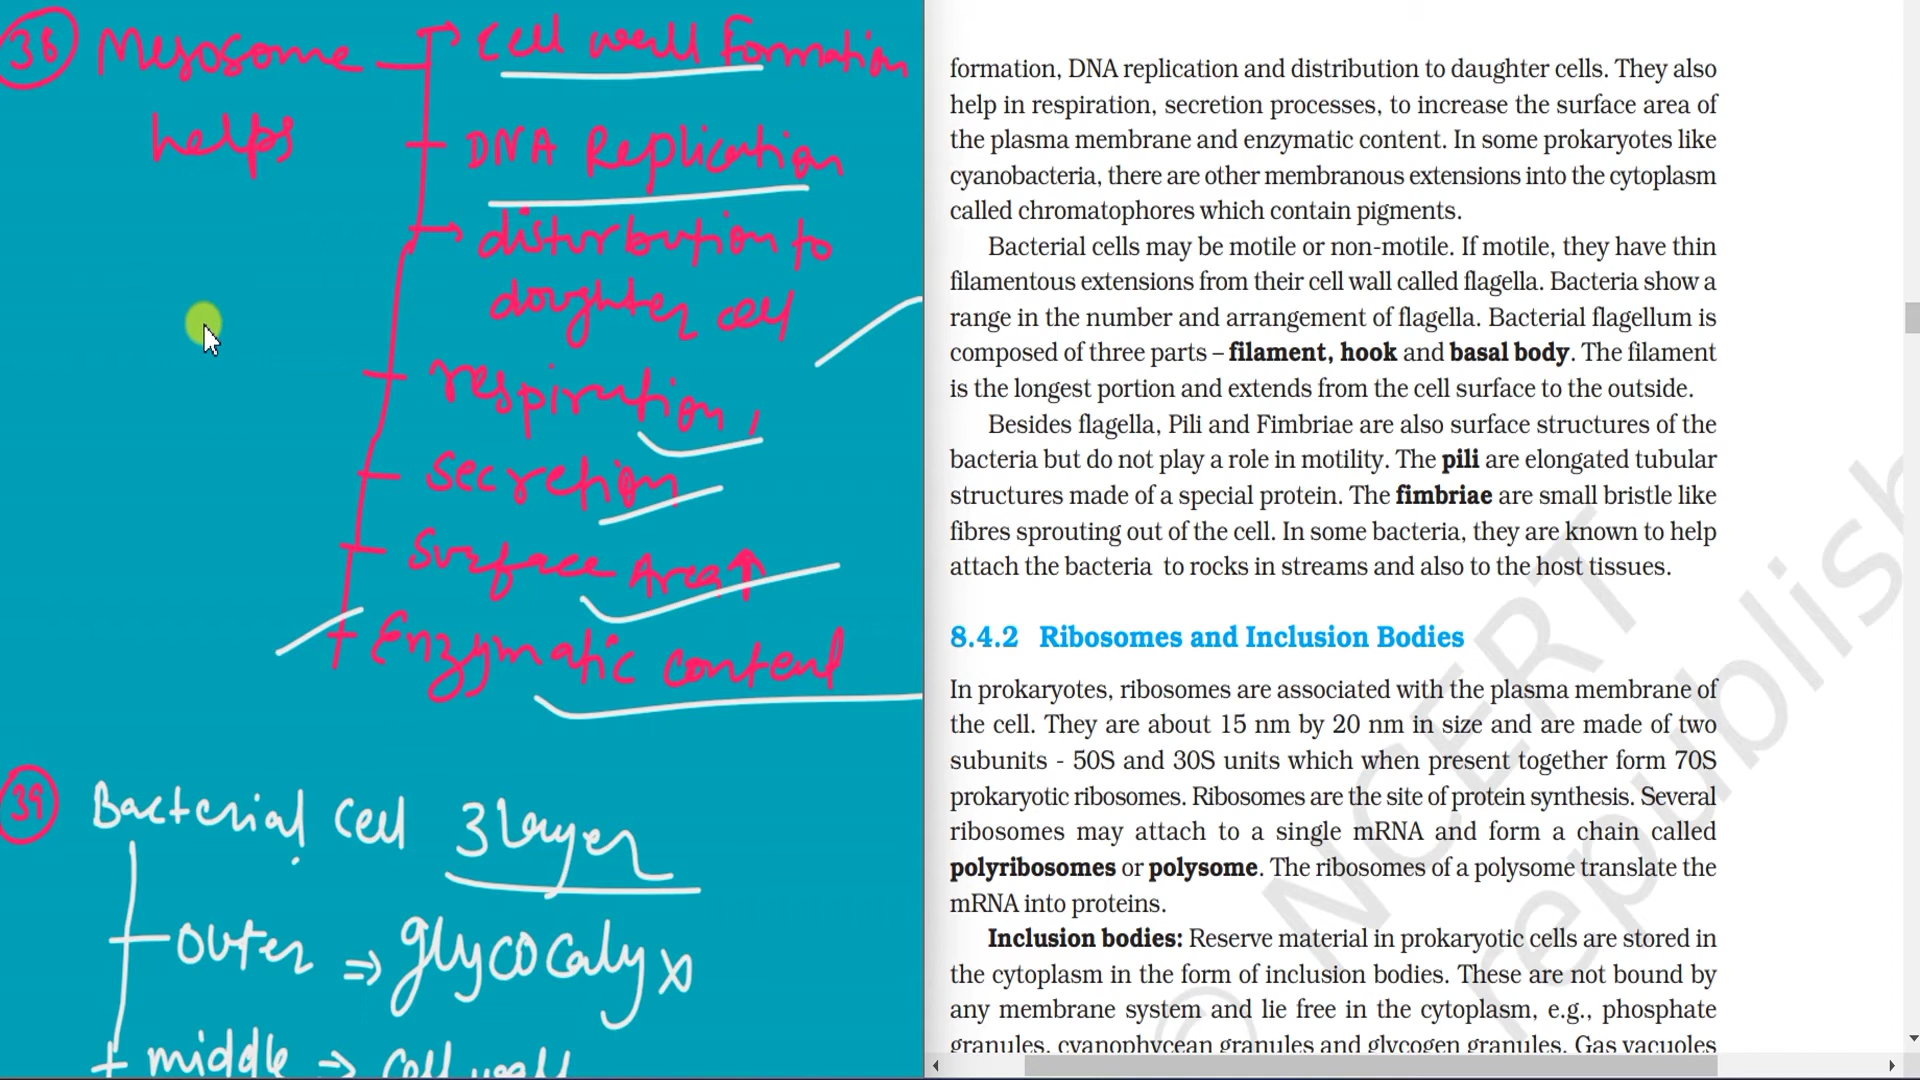 38 Mesosome helps
cell wall formation
DNA Replication
disturbution to
doughter cell
respiration,
secretion
Surface Area ↑
Enzymatic content
39 Bacterial cell 3 layer
outer ⇒ glycocalyx
middle ⇒ cell wall
formation, DNA replication and distribution to daughter cells. They also
help in respiration, secretion processes, to increase the surface area of
the plasma membrane and enzymatic content. In some prokaryotes like
cyanobacteria, there are other membranous extensions into the cytoplasm
called chromatophores which contain pigments.
Bacterial cells may be motile or non-motile. If motile, they have thin
filamentous extensions from their cell wall called flagella. Bacteria show a
range in the number and arrangement of flagella. Bacterial flagellum is
composed of three parts – filament, hook and basal body. The filament
is the longest portion and extends from the cell surface to the outside.
Besides flagella, Pili and Fimbriae are also surface structures of the
bacteria but do not play a role in motility. The pili are elongated tubular
structures made of a special protein. The fimbriae are small bristle like
fibres sprouting out of the cell. In some bacteria, they are known to help
attach the bacteria to rocks in streams and also to the host tissues.
8.4.2 Ribosomes and Inclusion Bodies
In prokaryotes, ribosomes are associated with the plasma membrane of
the cell. They are about 15 nm by 20 nm in size and are made of two
subunits - 50S and 30S units which when present together form 70S
prokaryotic ribosomes. Ribosomes are the site of protein synthesis. Several
ribosomes may attach to a single mRNA and form a chain called
polyribosomes or polysome. The ribosomes of a polysome translate the
mRNA into proteins.
Inclusion bodies: Reserve material in prokaryotic cells are stored in
the cytoplasm in the form of inclusion bodies. These are not bound by
any membrane system and lie free in the cytoplasm, e.g., phosphate
granules, cyanophycean granules and glycogen granules. Gas vacuoles
© NCERT
republish